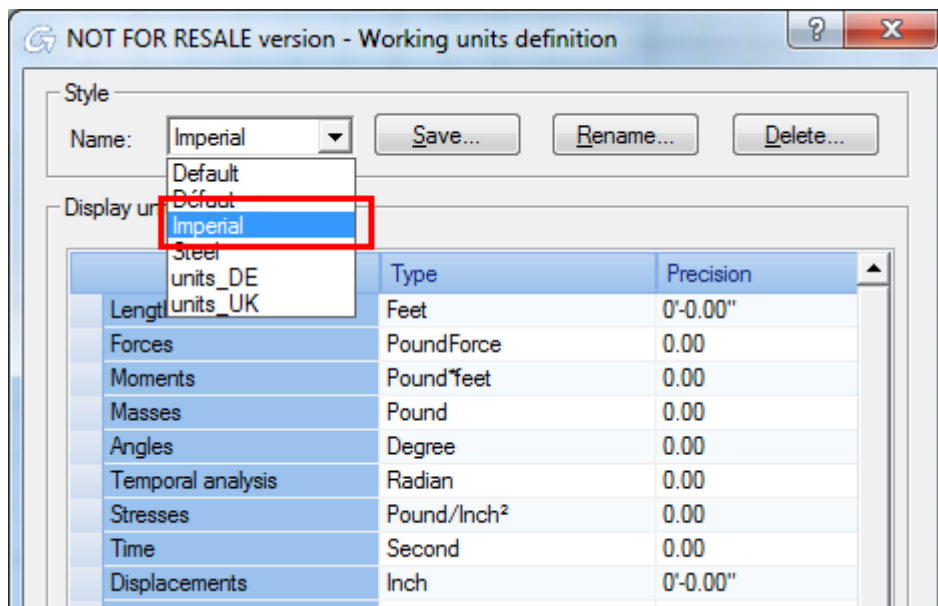 NOT FOR RESALE version - Working units definition
Style
Name: Imperial Save... Rename... Delete...
Default
Défaut
Display un
Imperial
Steel
units_DE
units_UK
Type Precision
Lengt Feet 0'-0.00"
Forces PoundForce 0.00
Moments Pound*feet 0.00
Masses Pound 0.00
Angles Degree 0.00
Temporal analysis Radian 0.00
Stresses Pound/Inch² 0.00
Time Second 0.00
Displacements Inch 0'-0.00"